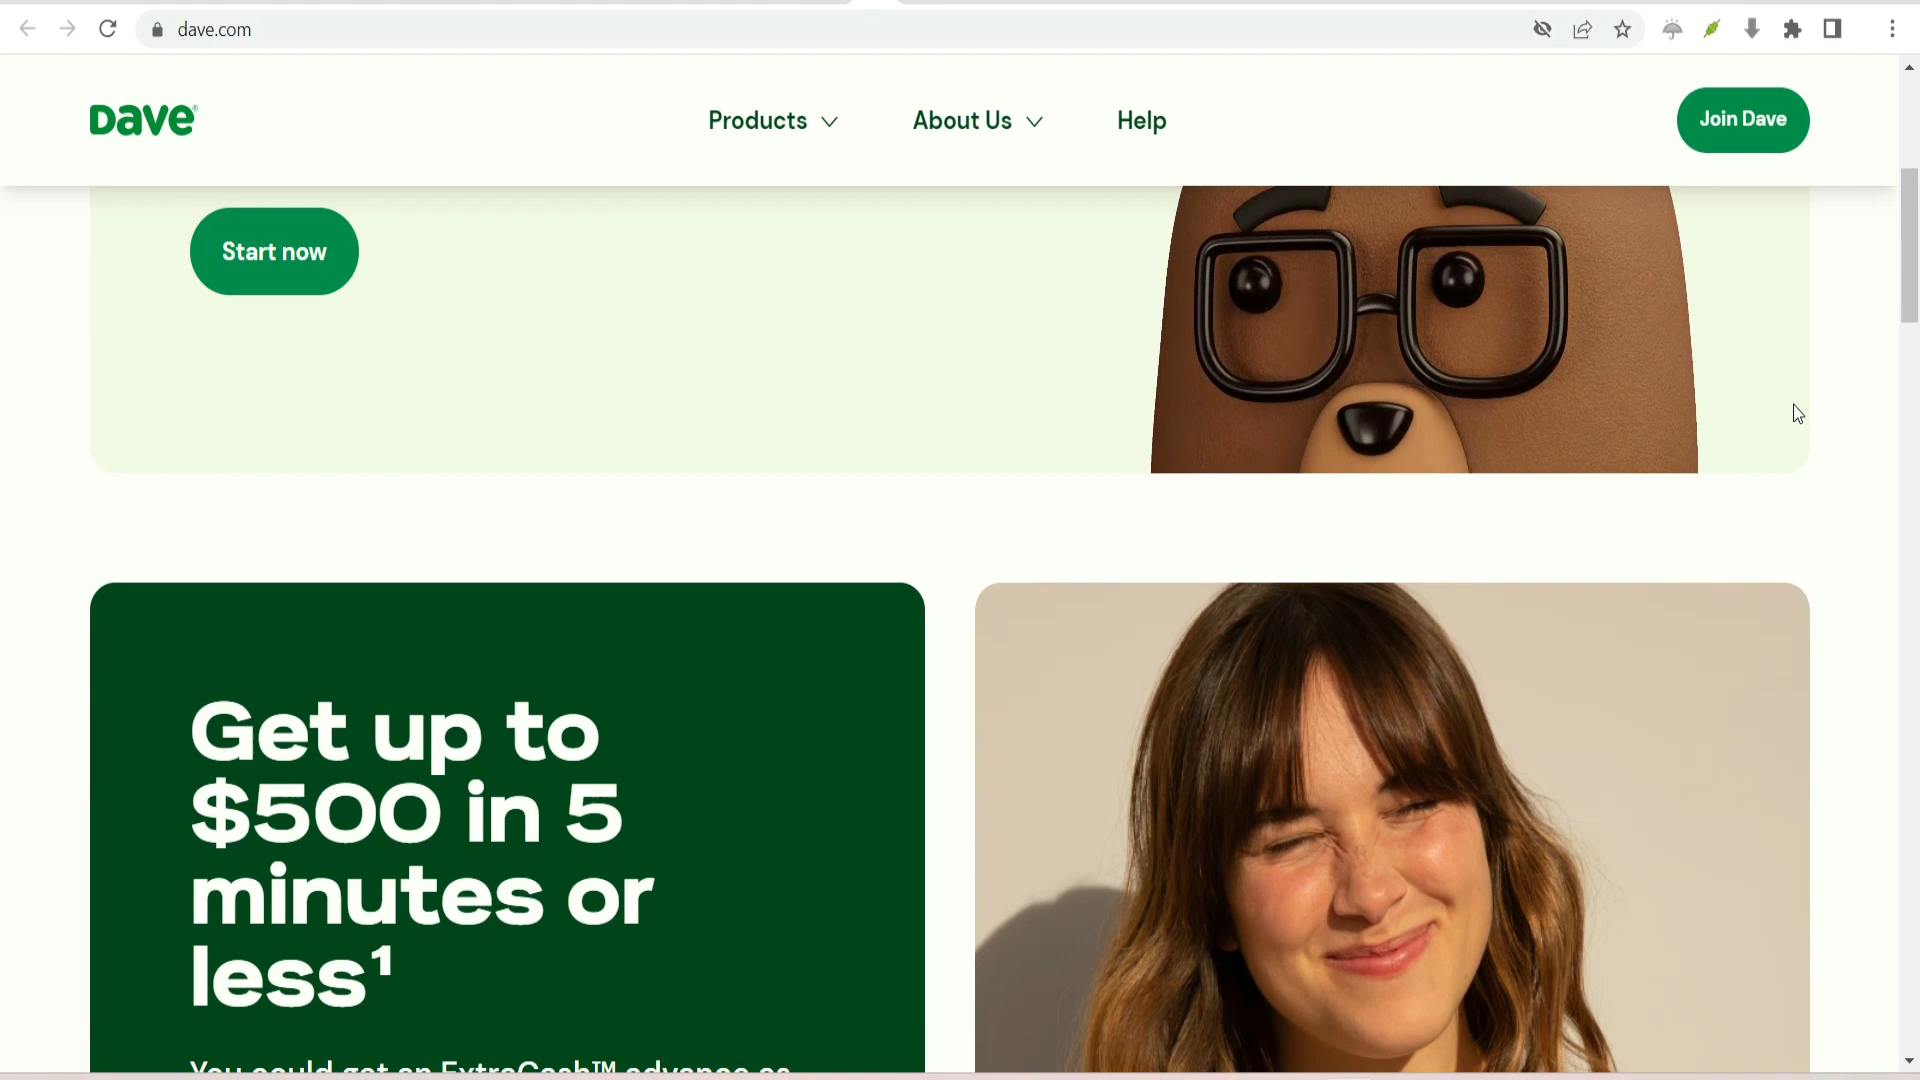 dave.com
Dave®
Products
About Us
Help
Join Dave
Start now
Get up to
$500 in 5
minutes or
less¹
You could get an ExtraCash™ advance as